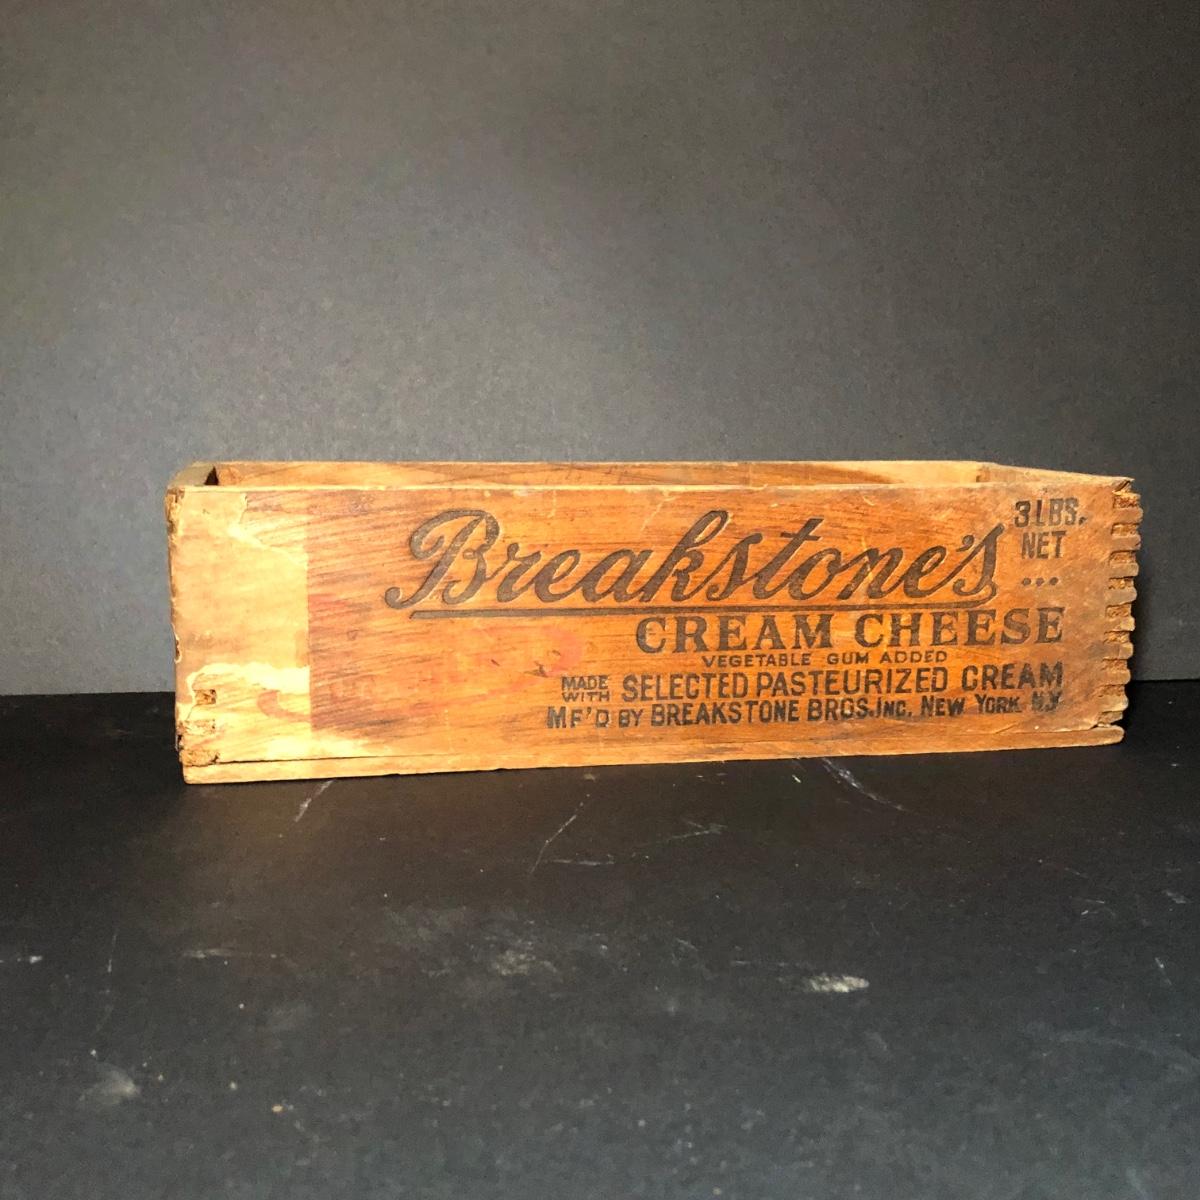 Breakstone's
3 LBS.
NET
...
CREAM CHEESE
VEGETABLE GUM ADDED
MADE WITH SELECTED PASTEURIZED CREAM
MF'D BY BREAKSTONE BROS. INC. NEW YORK N.Y.